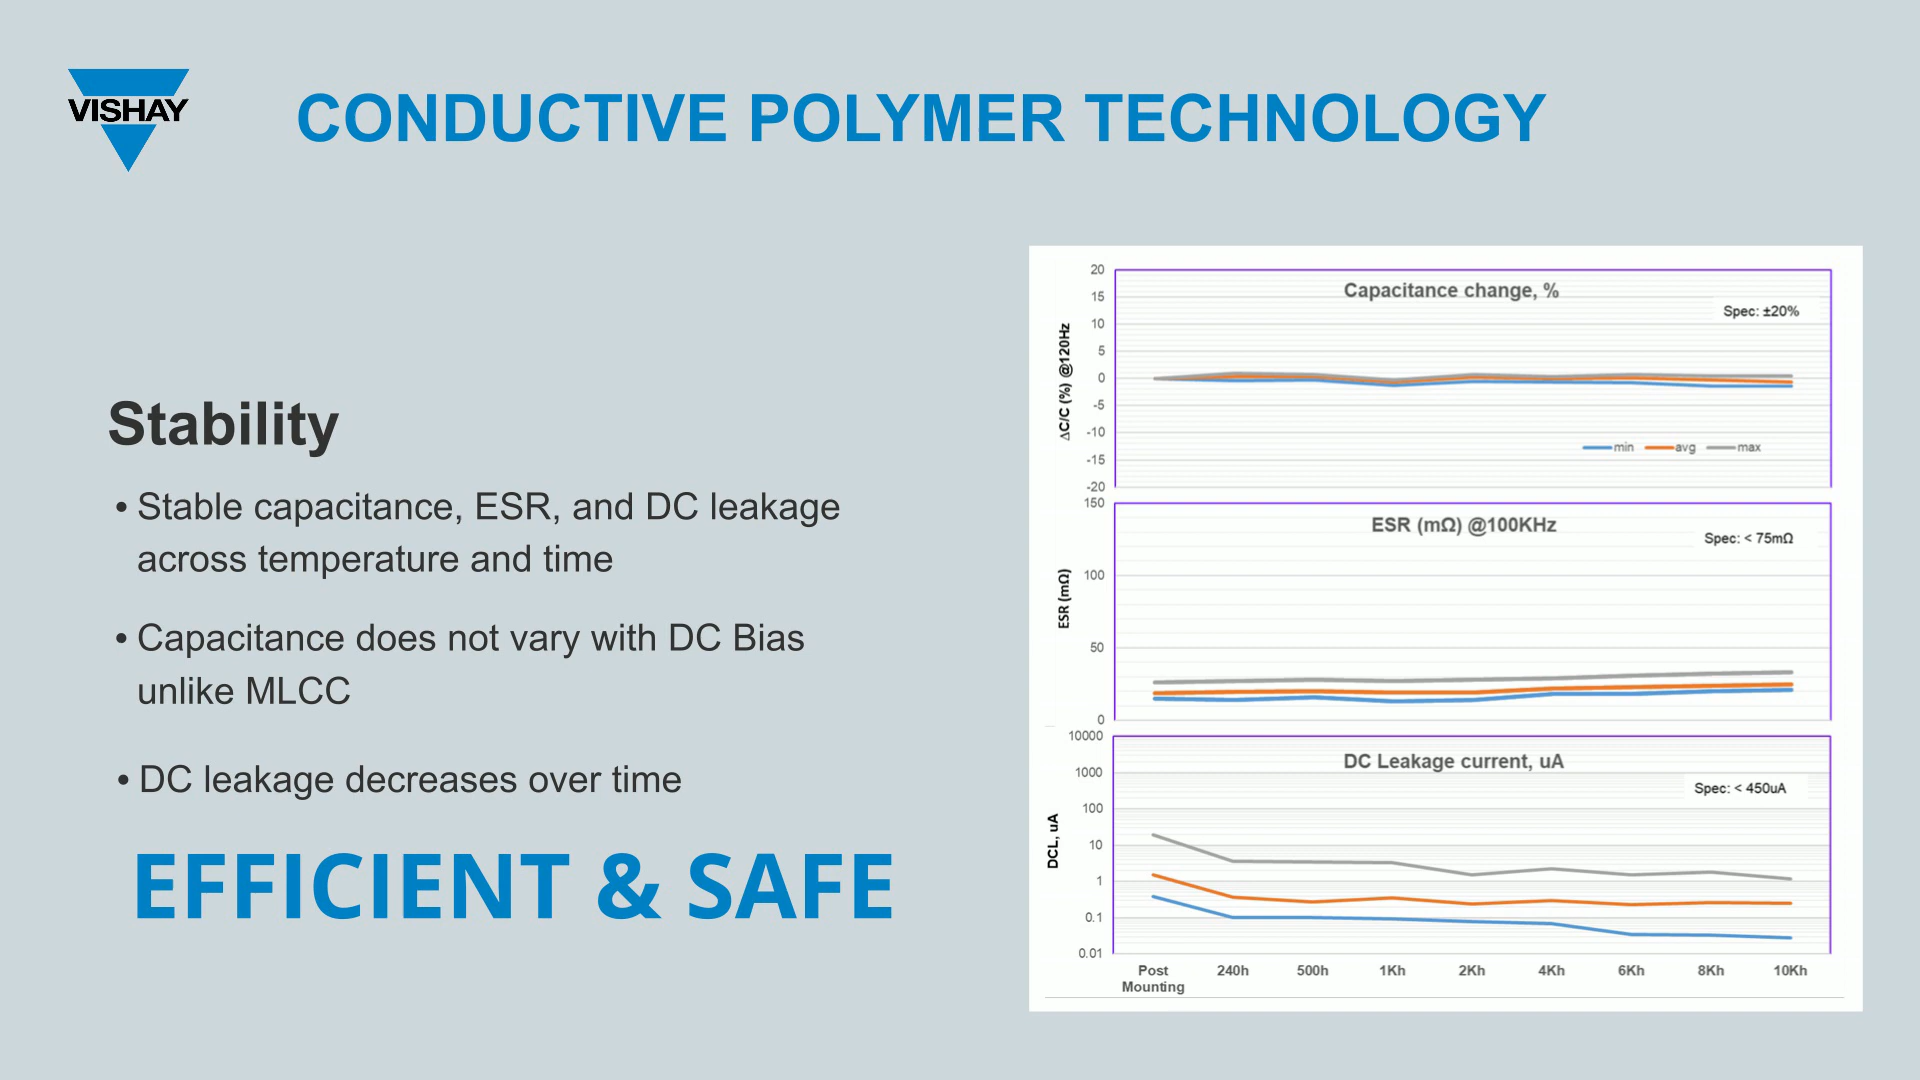 VISHAY
CONDUCTIVE POLYMER TECHNOLOGY
Stability
• Stable capacitance, ESR, and DC leakage
across temperature and time
• Capacitance does not vary with DC Bias
unlike MLCC
• DC leakage decreases over time
EFFICIENT & SAFE
Capacitance change, %
Spec: ±20%
ΔC/C (%) @120Hz
20
15
10
5
0
-5
-10
-15
-20
min avg max
ESR (mΩ) @100KHz
Spec: < 75mΩ
ESR (mΩ)
150
100
50
0
DC Leakage current, uA
Spec: < 450uA
DCL, uA
10000
1000
100
10
1
0.1
0.01
Post Mounting 240h 500h 1Kh 2Kh 4Kh 6Kh 8Kh 10Kh